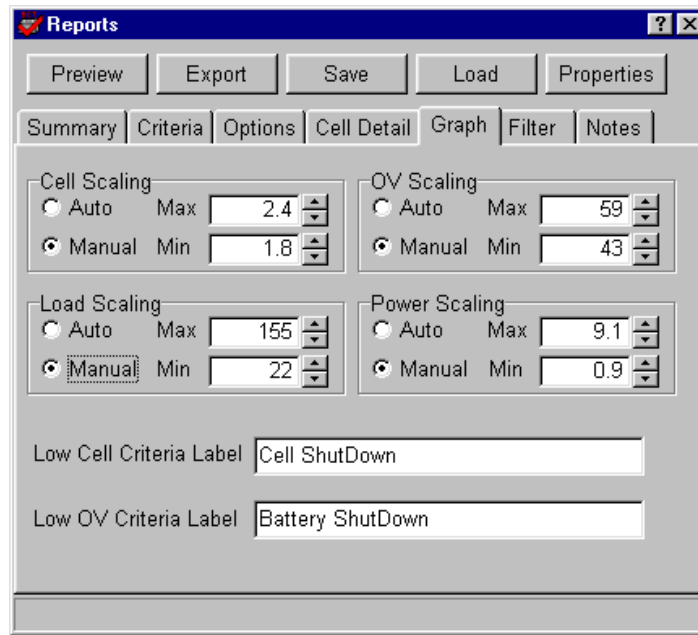 Reports
Preview Export Save Load Properties
Summary Criteria Options Cell Detail Graph Filter Notes
Cell Scaling OV Scaling
Auto Max 2.4 Auto Max 59
Manual Min 1.8 Manual Min 43
Load Scaling Power Scaling
Auto Max 155 Auto Max 9.1
Manual Min 22 Manual Min 0.9
Low Cell Criteria Label Cell ShutDown
Low OV Criteria Label Battery ShutDown